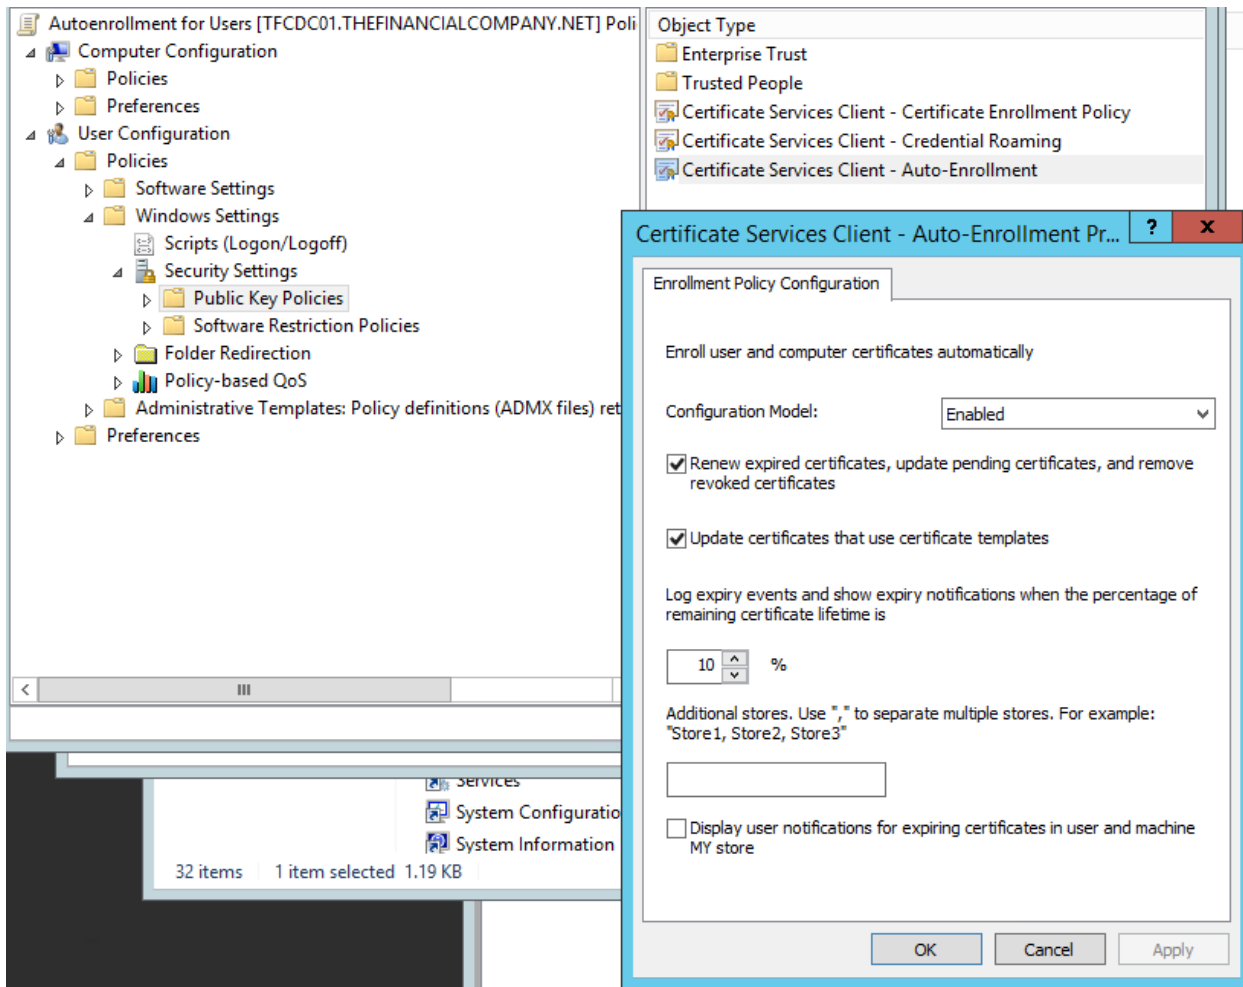 Autoenrollment for Users [TFCDC01.THEFINANCIALCOMPANY.NET] Poli
Computer Configuration
Policies
Preferences
User Configuration
Policies
Software Settings
Windows Settings
Scripts (Logon/Logoff)
Security Settings
Public Key Policies
Software Restriction Policies
Folder Redirection
Policy-based QoS
Administrative Templates: Policy definitions (ADMX files) ret
Preferences
Object Type
Enterprise Trust
Trusted People
Certificate Services Client - Certificate Enrollment Policy
Certificate Services Client - Credential Roaming
Certificate Services Client - Auto-Enrollment
Certificate Services Client - Auto-Enrollment Pr...
?
x
Enrollment Policy Configuration
Enroll user and computer certificates automatically
Configuration Model:
Enabled
Renew expired certificates, update pending certificates, and remove
revoked certificates
Update certificates that use certificate templates
Log expiry events and show expiry notifications when the percentage of
remaining certificate lifetime is
10 %
Additional stores. Use "," to separate multiple stores. For example:
"Store1, Store2, Store3"
Display user notifications for expiring certificates in user and machine
MY store
OK
Cancel
Apply
Services
System Configuratio
System Information
32 items
1 item selected 1.19 KB